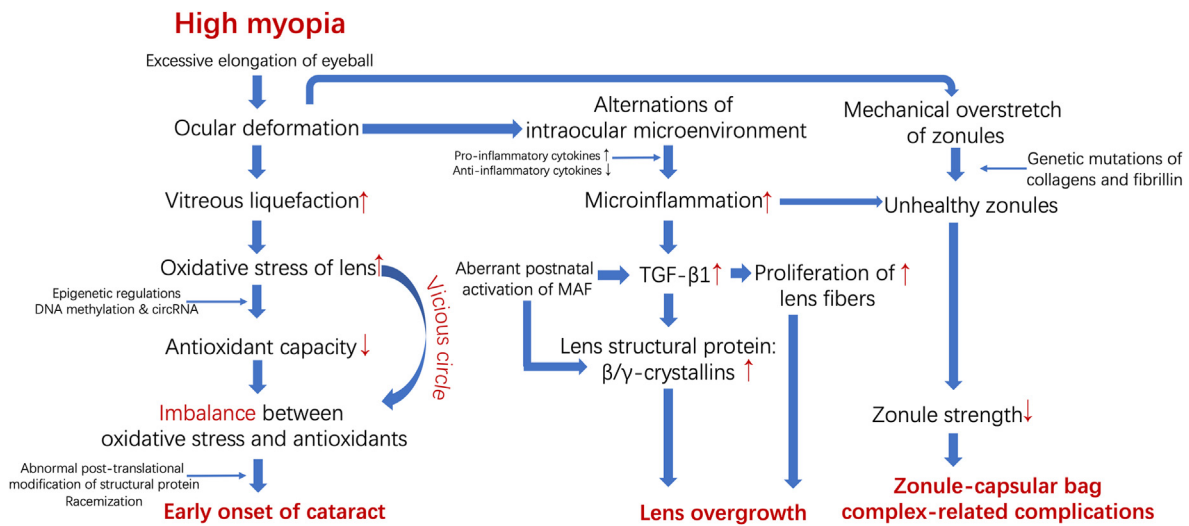 High myopia
Excessive elongation of eyeball
Ocular deformation
Vitreous liquefaction↑
Oxidative stress of lens↑
Epigenetic regulations
DNA methylation & circRNA
Antioxidant capacity↓
Vicious circle
Imbalance between
oxidative stress and antioxidants
Abnormal post-translational
modification of structural protein
Racemization
Early onset of cataract
Alternations of
intraocular microenvironment
Pro-inflammatory cytokines ↑
Anti-inflammatory cytokines ↓
Microinflammation↑
Aberrant postnatal
activation of MAF
TGF-β1↑
Proliferation of ↑
lens fibers
Lens structural protein:
β/γ-crystallins ↑
Lens overgrowth
Mechanical overstretch
of zonules
Genetic mutations of
collagens and fibrillin
Unhealthy zonules
Zonule strength↓
Zonule-capsular bag
complex-related complications